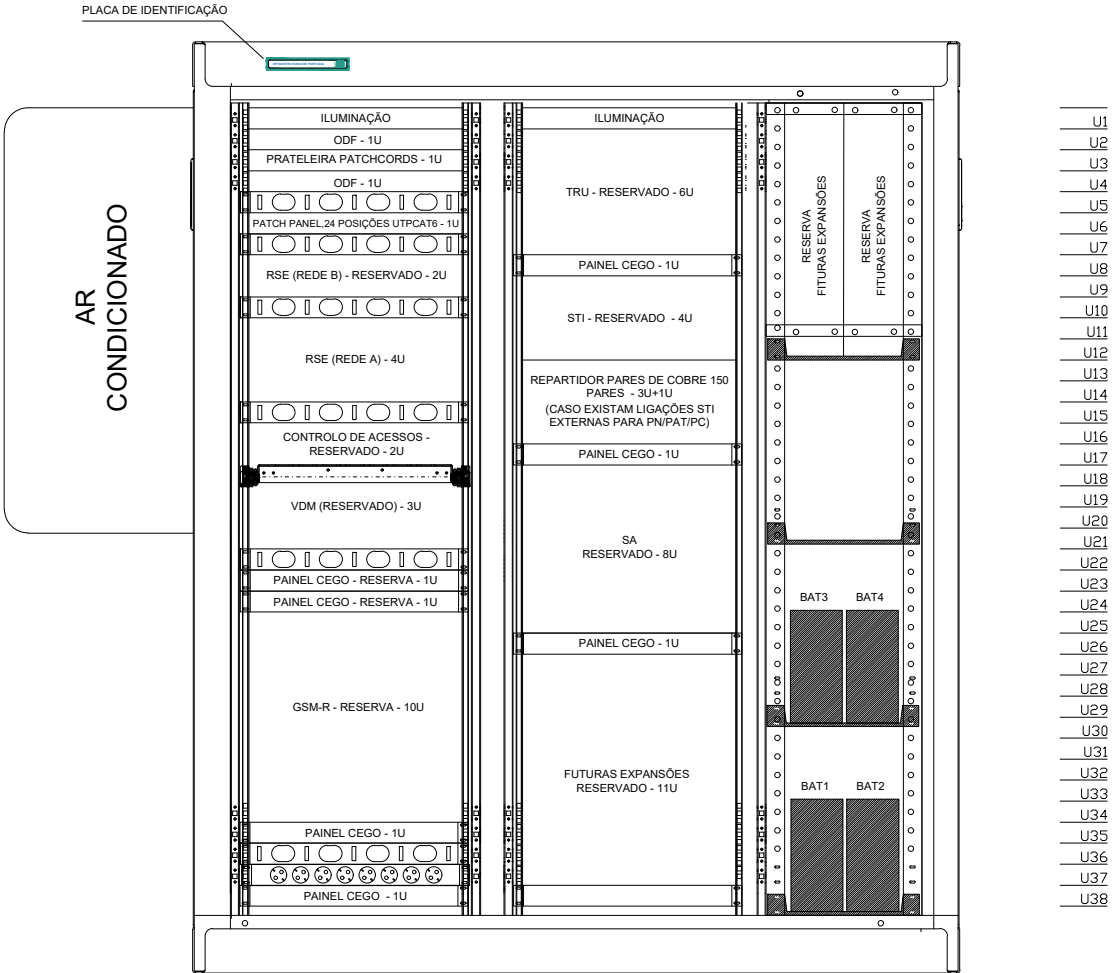 PLACA DE IDENTIFICAÇÃO
AR
CONDICIONADO
ILUMINAÇÃO
ODF - 1U
PRATELEIRA PATCHCORDS - 1U
ODF - 1U
PATCH PANEL,24 POSIÇÕES UTPCAT6 - 1U
RSE (REDE B) - RESERVADO - 2U
RSE (REDE A) - 4U
CONTROLO DE ACESSOS -
RESERVADO - 2U
VDM (RESERVADO) - 3U
PAINEL CEGO - RESERVA - 1U
PAINEL CEGO - RESERVA - 1U
GSM-R - RESERVA - 10U
PAINEL CEGO - 1U
PAINEL CEGO - 1U
ILUMINAÇÃO
TRU - RESERVADO - 6U
PAINEL CEGO - 1U
STI - RESERVADO - 4U
REPARTIDOR PARES DE COBRE 150
PARES - 3U+1U
(CASO EXISTAM LIGAÇÕES STI
EXTERNAS PARA PN/PAT/PC)
PAINEL CEGO - 1U
SA
RESERVADO - 8U
PAINEL CEGO - 1U
FUTURAS EXPANSÕES
RESERVADO - 11U
RESERVA
FITURAS EXPANSÕES
RESERVA
FITURAS EXPANSÕES
BAT3
BAT4
BAT1
BAT2
U1
U2
U3
U4
U5
U6
U7
U8
U9
U10
U11
U12
U13
U14
U15
U16
U17
U18
U19
U20
U21
U22
U23
U24
U25
U26
U27
U28
U29
U30
U31
U32
U33
U34
U35
U36
U37
U38